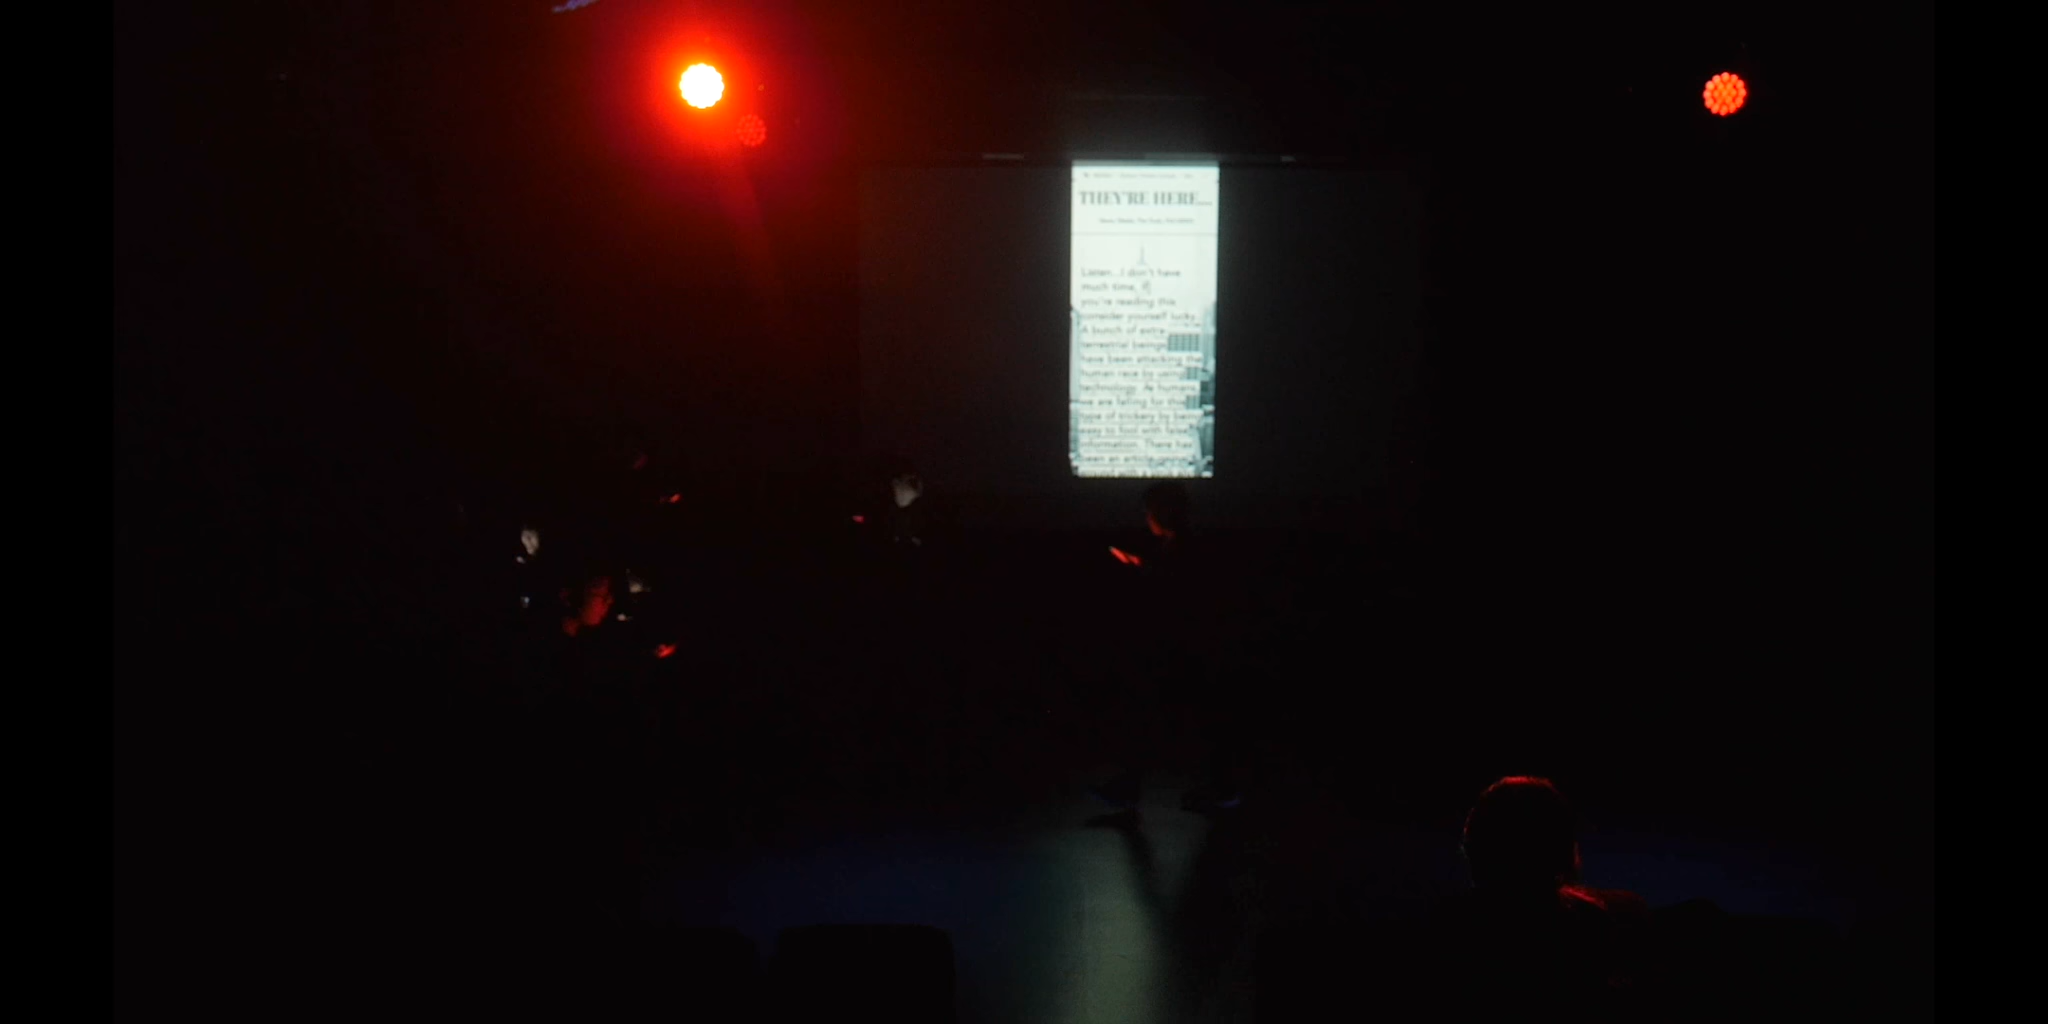 THEY'RE HERE...
Listen...I don't have
much time, if
you're reading this
consider yourself lucky.
A bunch of extra-
terrestrial beings
have been attacking the
human race by using
technology. As humans
we are falling for this
type of trickery by being
easy to fool with false
information. There has
been an article going